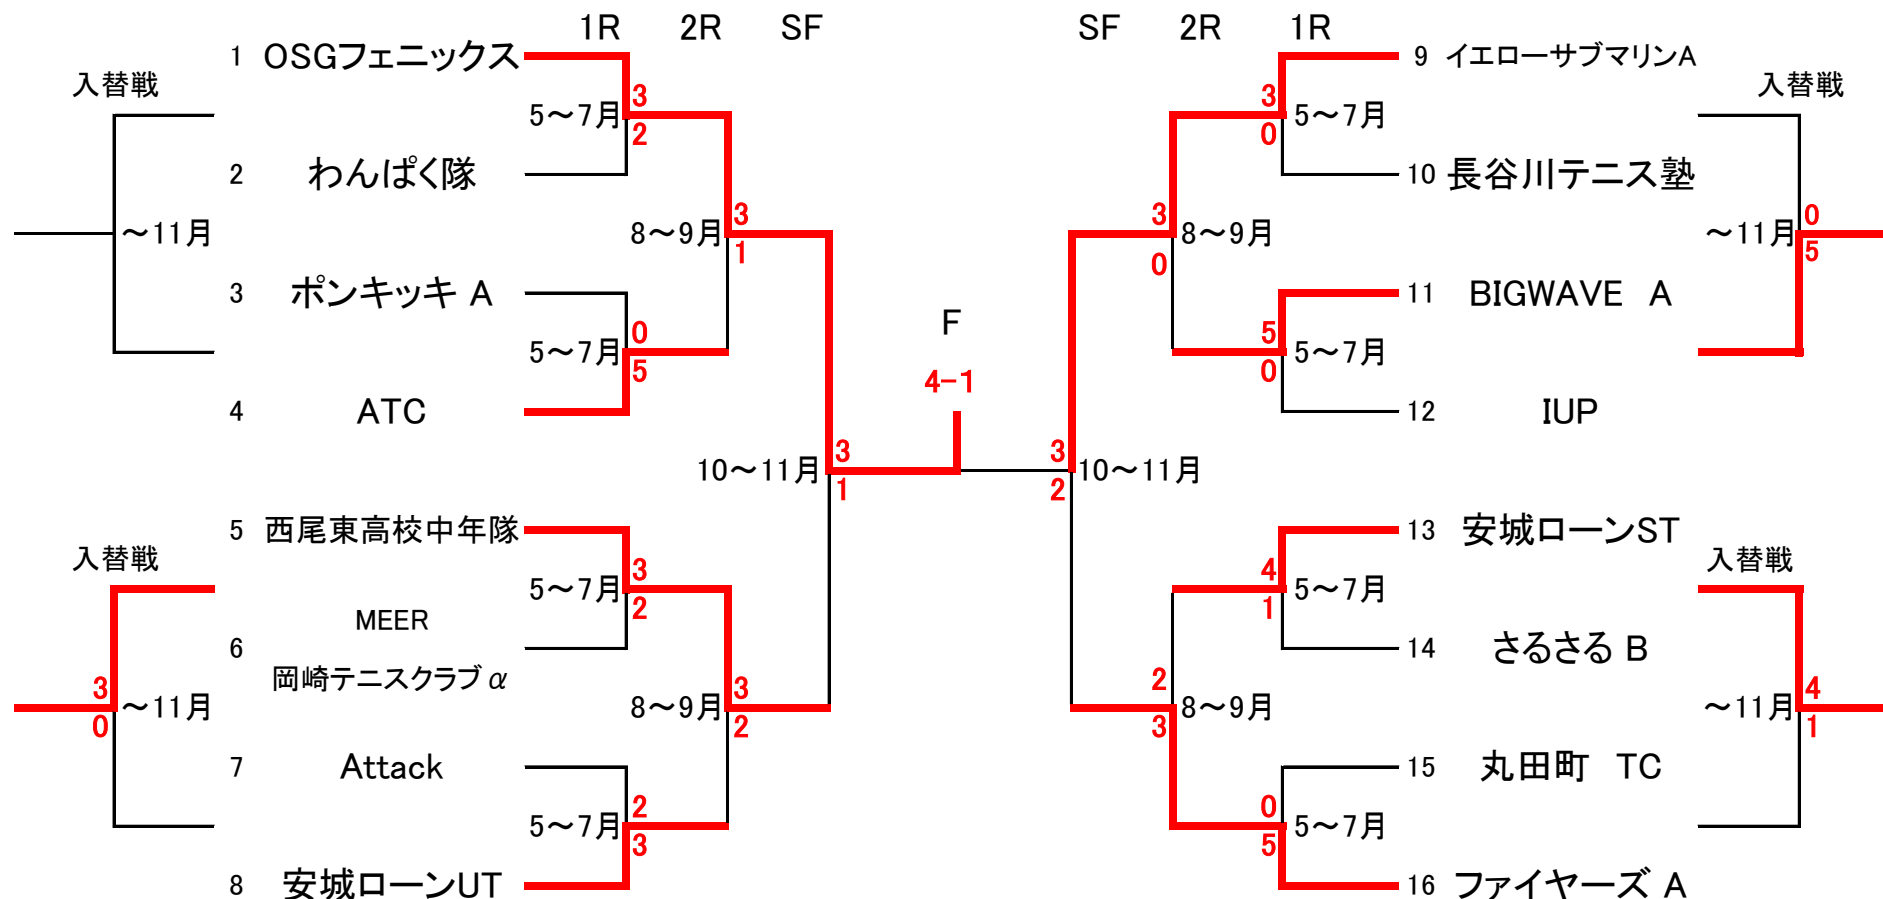 1R 2R SF
SF 2R 1R
1 OSGフェニックス
9 イエローサブマリンA
入替戦
入替戦
3
5～7月
2
3
5～7月
0
2 わんぱく隊
10 長谷川テニス塾
～11月
3
8～9月
1
3
8～9月
0
0
～11月
5
3 ポンキッキ A
11 BIGWAVE A
F
0
5～7月
5
5
5～7月
0
4-1
4 ATC
12 IUP
3
10～11月
1
3
10～11月
2
5 西尾東高校中年隊
13 安城ローンST
入替戦
入替戦
3
5～7月
2
4
5～7月
1
MEER
6
岡崎テニスクラブα
14 さるさる B
3
～11月
0
3
8～9月
2
2
8～9月
3
4
～11月
1
7 Attack
15 丸田町 TC
2
5～7月
3
0
5～7月
5
8 安城ローンUT
16 ファイヤーズ A